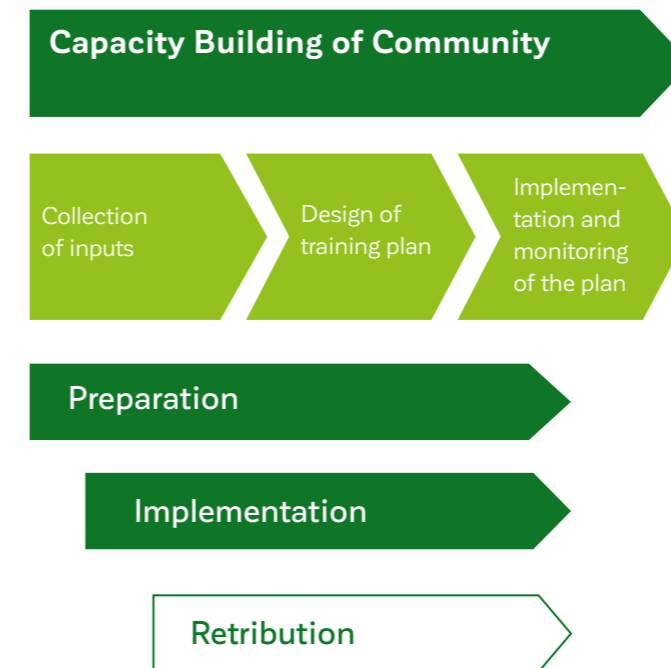 Capacity Building of Community
Collection
of inputs
Design of
training plan
Implemen-
tation and
monitoring
of the plan
Preparation
Implementation
Retribution